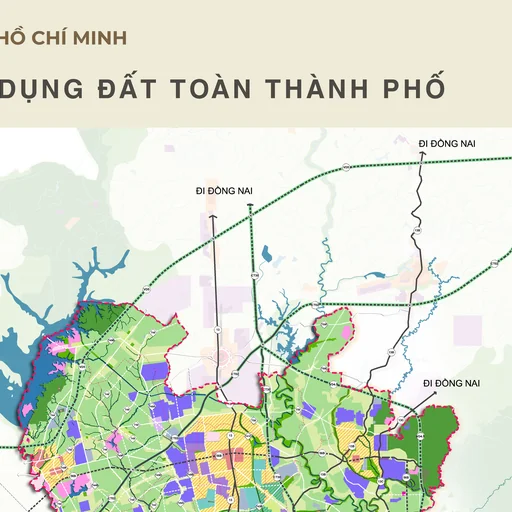 HỒ CHÍ MINH
DỤNG ĐẤT TOÀN THÀNH PHỐ
ĐI ĐỒNG NAI
ĐI ĐỒNG NAI
ĐI ĐỒNG NAI